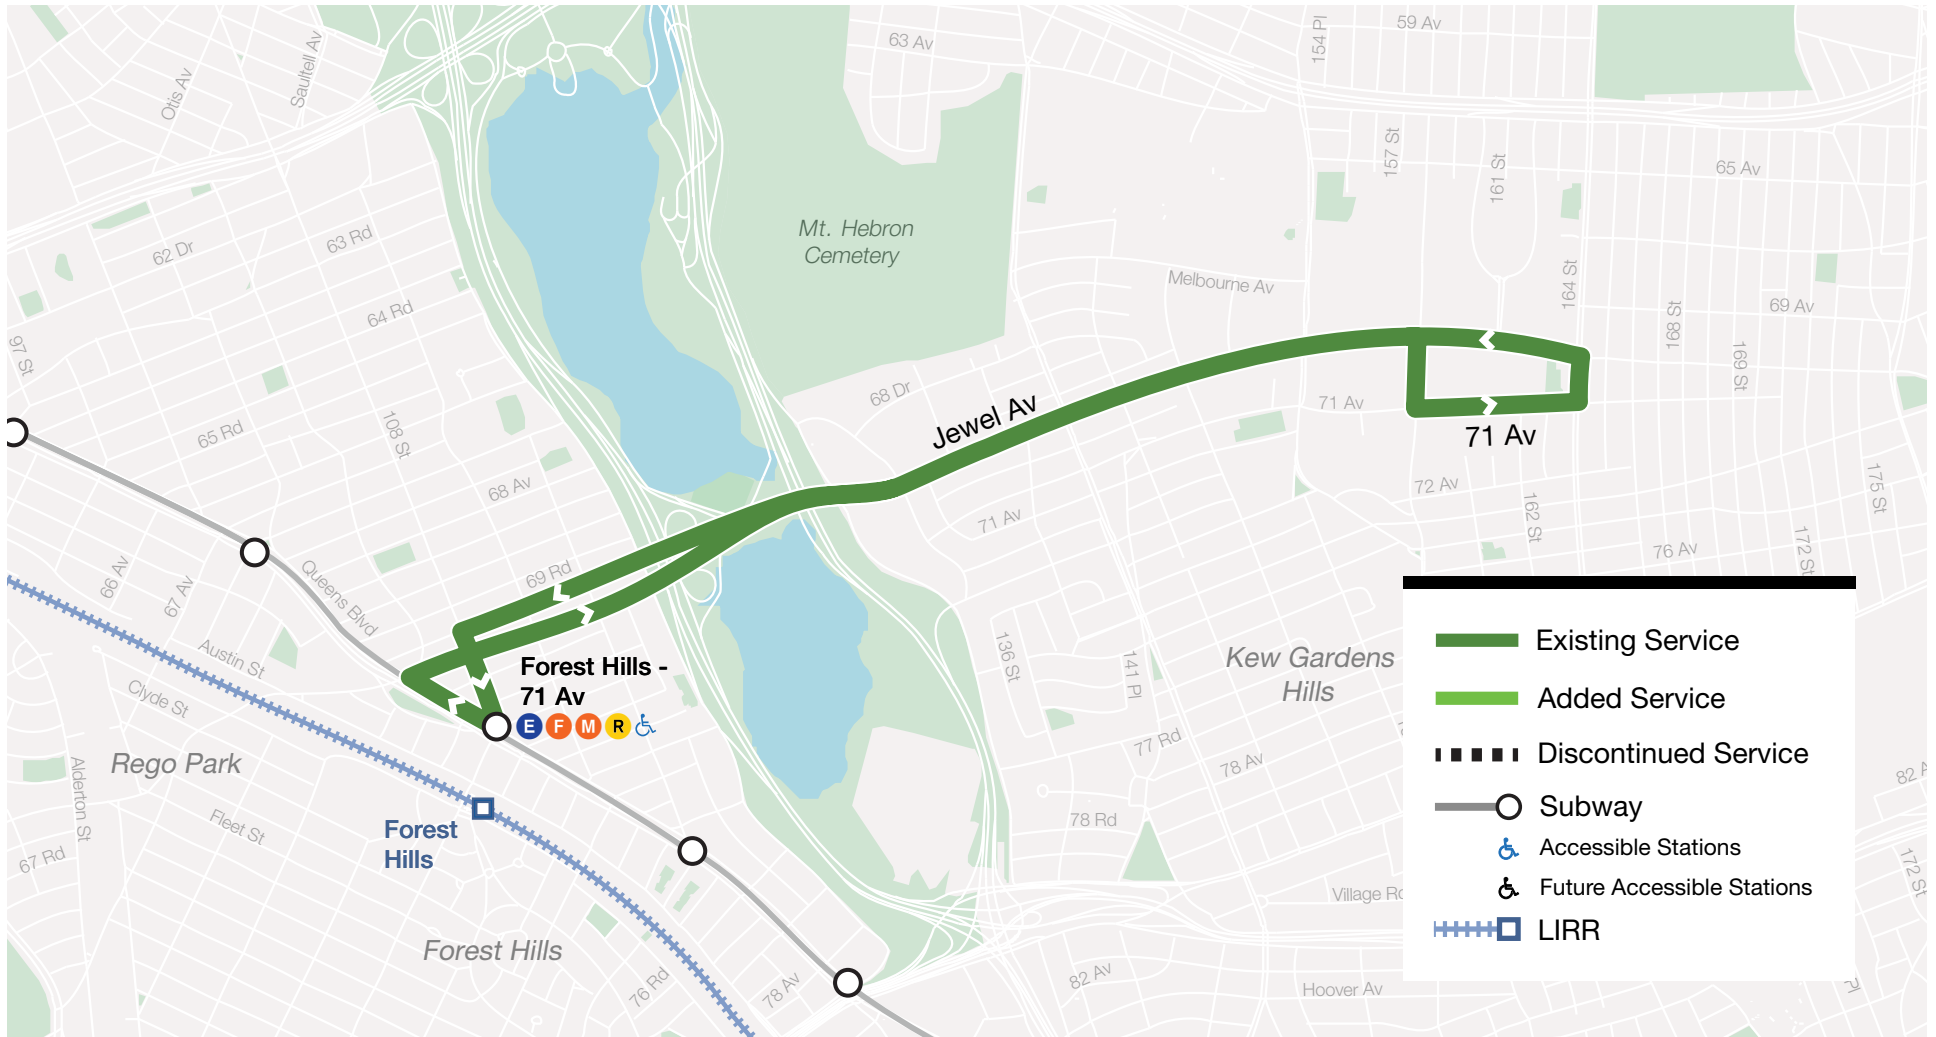 59 Av
154 Pl
63 Av
Saultell Av
Otis Av
157 St
161 St
65 Av
Mt. Hebron
Cemetery
63 Rd
62 Dr
Melbourne Av
164 St
69 Av
64 Rd
168 St
97 St
169 St
68 Dr
Jewel Av
71 Av
71 Av
108 St
65 Rd
68 Av
72 Av
175 St
162 St
71 Av
172 St
76 Av
69 Rd
66 Av
67 Av
Queens Blvd
Austin St
Clyde St
136 St
141 Pl
Kew Gardens
Hills
Forest Hills -
71 Av
E F M R
Rego Park
77 Rd
78 Av
82 A
Alderton St
Fleet St
Forest
Hills
78 Rd
67 Rd
172 St
Village Rd
Forest Hills
76 Rd
78 Av
82 Av
Hoover Av
Pl
Existing Service
Added Service
Discontinued Service
Subway
Accessible Stations
Future Accessible Stations
LIRR